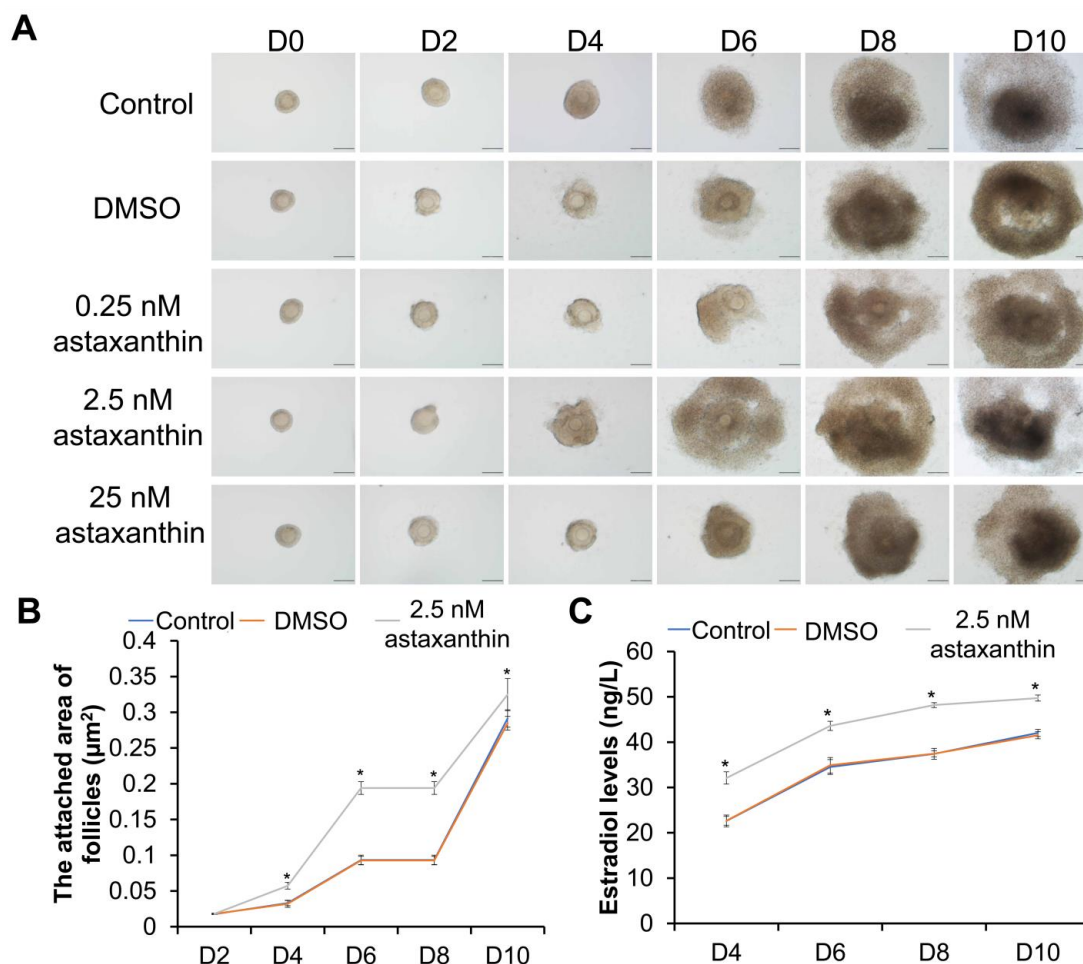 A
D0 D2 D4 D6 D8 D10
Control
DMSO
0.25 nM
astaxanthin
2.5 nM
astaxanthin
25 nM
astaxanthin
B
Control DMSO 2.5 nM
astaxanthin
The attached area of
follicles (μm²)
0.4
0.35
0.3
0.25
0.2
0.15
0.1
0.05
0
* * * *
D2 D4 D6 D8 D10
C
Control DMSO 2.5 nM
astaxanthin
Estradiol levels (ng/L)
60
50
40
30
20
10
0
* * * *
D4 D6 D8 D10